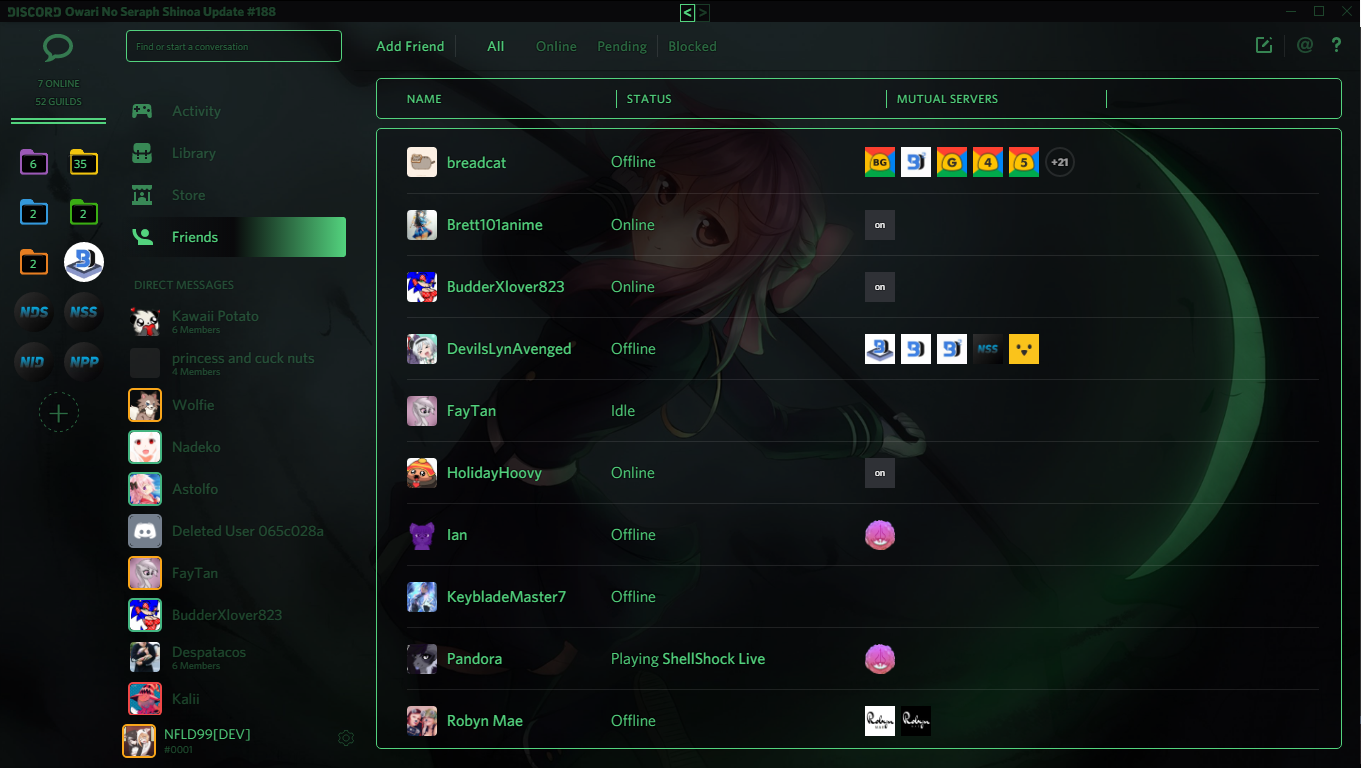 DISCORD Owari No Seraph Shinoa Update #188
< >
7 ONLINE
52 GUILDS
6
35
2
2
2
NDS
NSS
NID
NPP
Find or start a conversation
Activity
Library
Store
Friends
DIRECT MESSAGES
Kawaii Potato
6 Members
princess and cuck nuts
4 Members
Wolfie
Nadeko
Astolfo
Deleted User 065c028a
FayTan
BudderXlover823
Despatacos
6 Members
Kalii
NFLD99[DEV]
#0001
Add Friend All Online Pending Blocked @ ?
NAME STATUS MUTUAL SERVERS
breadcat Offline BG G 4 5 +21
Brett101anime Online on
BudderXlover823 Online on
DevilsLynAvenged Offline NSS
FayTan Idle
HolidayHoovy Online on
Ian Offline
KeybladeMaster7 Offline
Pandora Playing ShellShock Live
Robyn Mae Offline Robyn Robyn